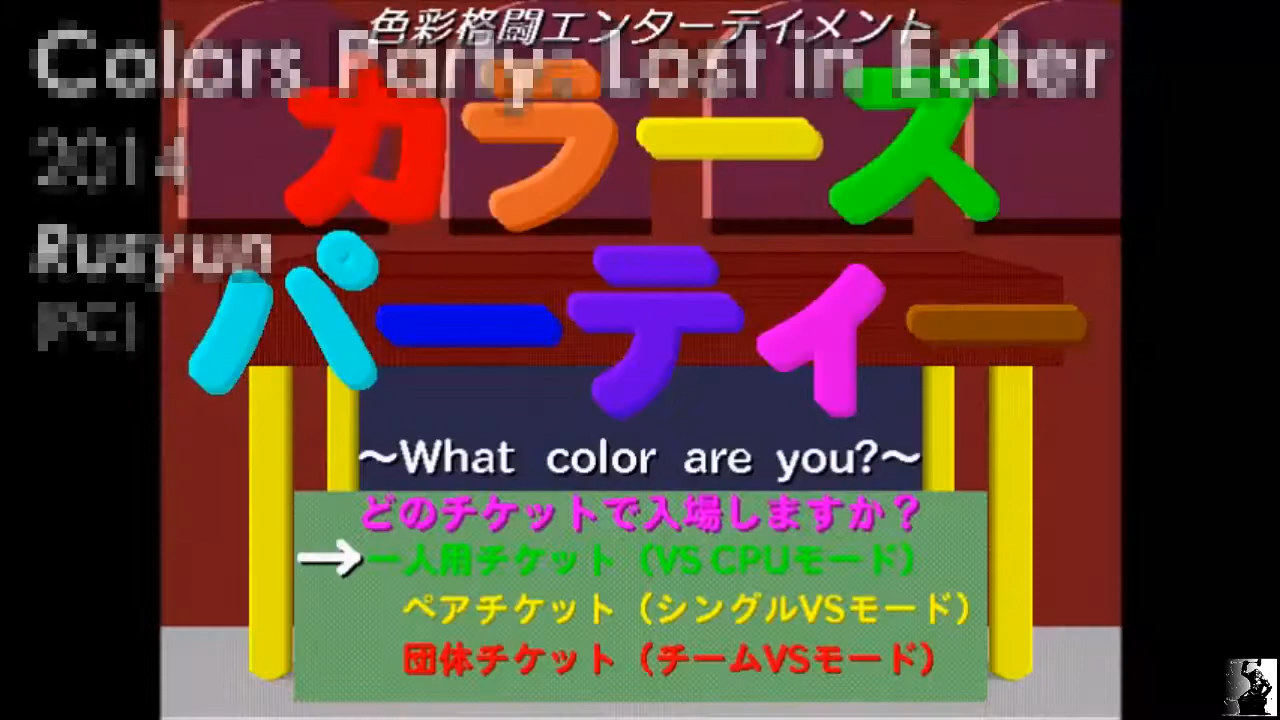 色彩格闘エンターテイメント
Colors Party: Lost in Eater
カラーズ
2014
Rusyung
パーティー
(PC)
～What color are you?～
どのチケットで入場しますか？
→一人用チケット（VS CPUモード）
ペアチケット（シングルVSモード）
団体チケット（チームVSモード）